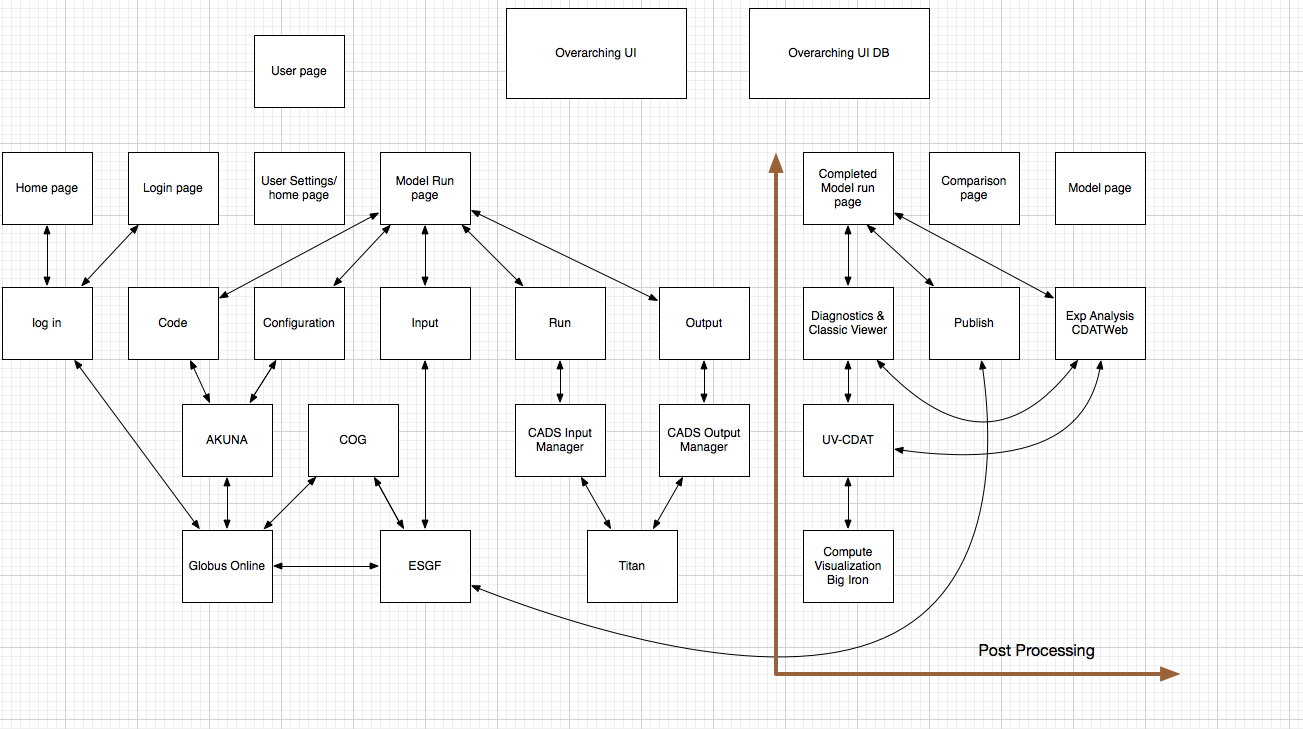 User page
Overarching UI
Overarching UI DB
Home page
Login page
User Settings/
home page
Model Run
page
Completed
Model run
page
Comparison
page
Model page
log in
Code
Configuration
Input
Run
Output
Diagnostics &
Classic Viewer
Publish
Exp Analysis
CDATWeb
AKUNA
COG
CADS Input
Manager
CADS Output
Manager
UV-CDAT
Globus Online
ESGF
Titan
Compute
Visualization
Big Iron
Post Processing